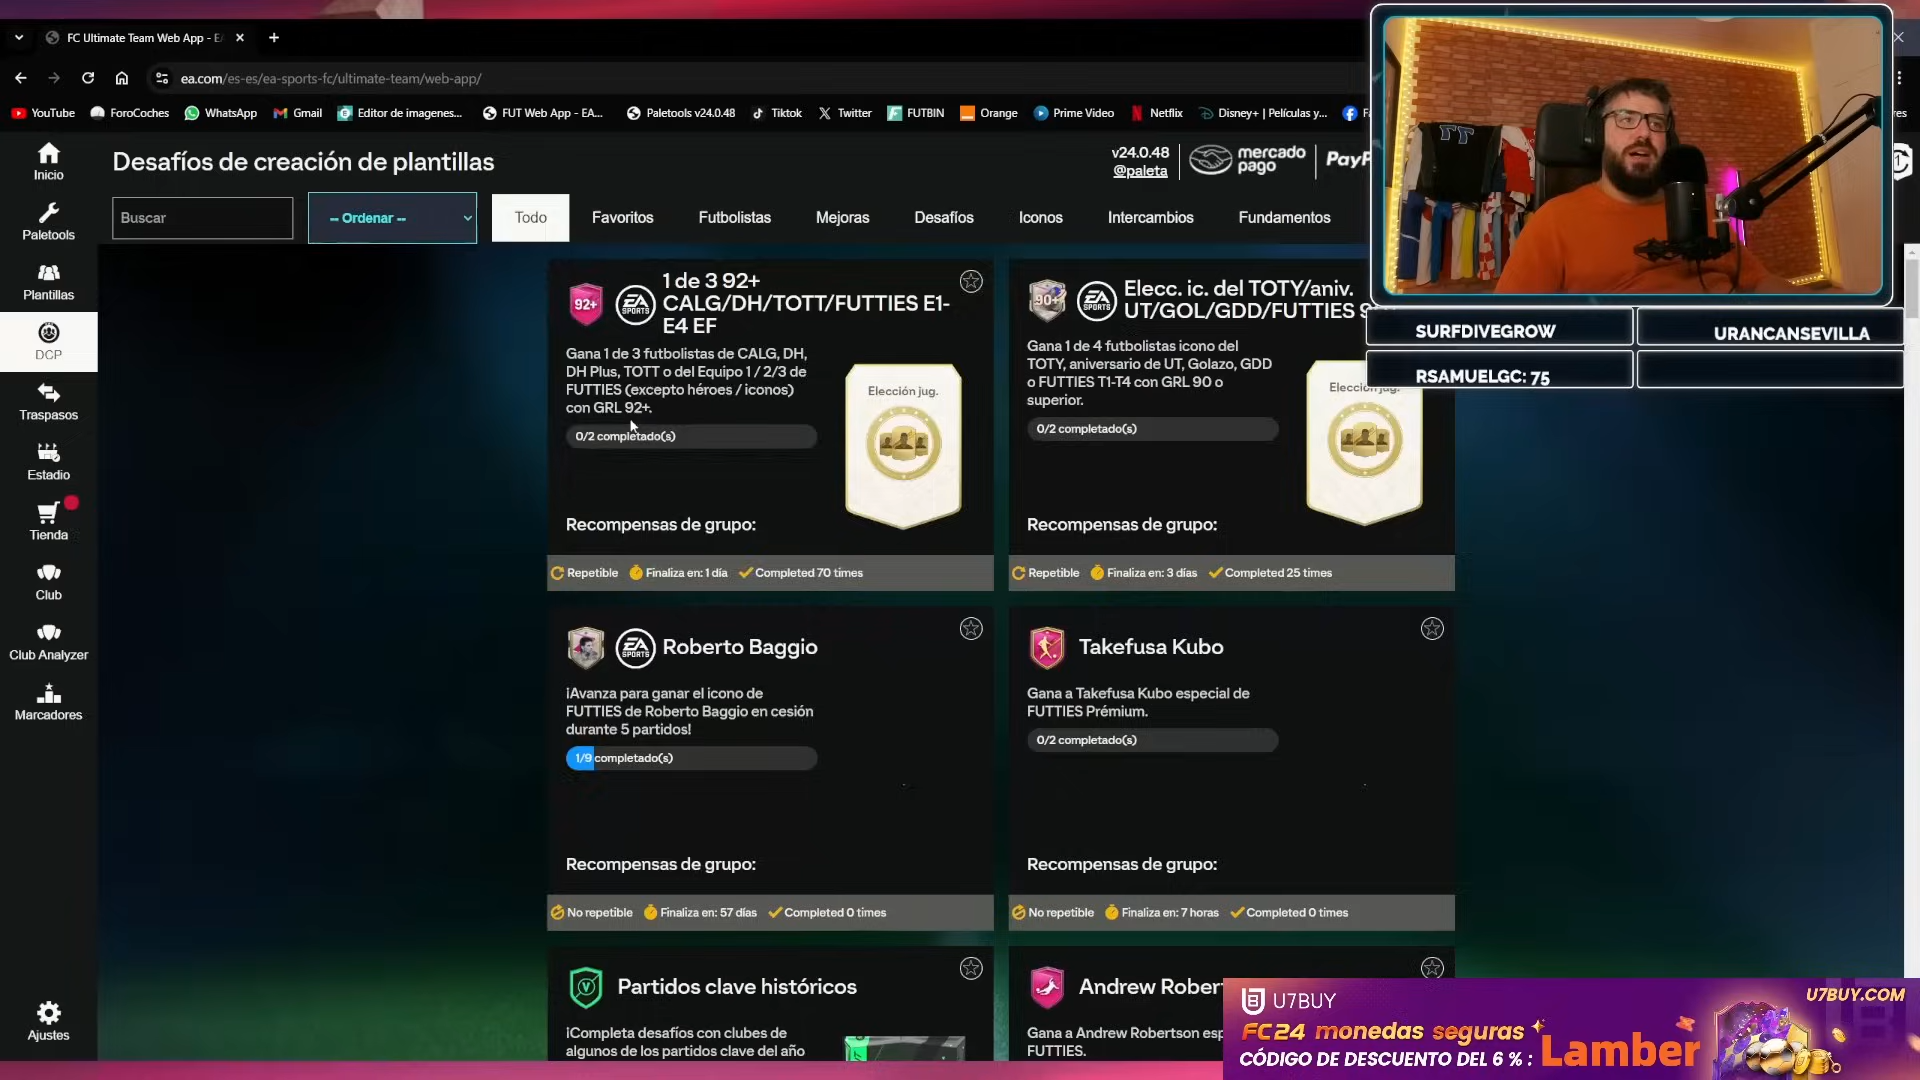 FC Ultimate Team Web App - EA
ea.com/es-es/ea-sports-fc/ultimate-team/web-app/
YouTube
ForoCoches
WhatsApp
Gmail
Editor de imagenes...
FUT Web App - EA...
Paletools v24.0.48
Tiktok
Twitter
FUTBIN
Orange
Prime Video
Netflix
Disney+ | Películas y...
Inicio
Paletools
Plantillas
DCP
Traspasos
Estadio
Tienda
Club
Club Analyzer
Marcadores
Ajustes
Desafíos de creación de plantillas
v24.0.48
@paleta
mercado
pago
PayP
Buscar
-- Ordenar --
Todo
Favoritos
Futbolistas
Mejoras
Desafíos
Iconos
Intercambios
Fundamentos
92+
EA
SPORTS
1 de 3 92+
CALG/DH/TOTT/FUTTIES E1-
E4 EF
Gana 1 de 3 futbolistas de CALG, DH,
DH Plus, TOTT o del Equipo 1 / 2/3 de
FUTTIES (excepto héroes / iconos)
con GRL 92+.
0/2 completado(s)
Elección jug.
Recompensas de grupo:
Repetible
Finaliza en: 1 día
Completed 70 times
90+
EA
SPORTS
Elecc. ic. del TOTY/aniv.
UT/GOL/GDD/FUTTIES 9
Gana 1 de 4 futbolistas icono del
TOTY, aniversario de UT, Golazo, GDD
o FUTTIES T1-T4 con GRL 90 o
superior.
0/2 completado(s)
Elección jug.
Recompensas de grupo:
Repetible
Finaliza en: 3 días
Completed 25 times
EA
SPORTS
Roberto Baggio
¡Avanza para ganar el icono de
FUTTIES de Roberto Baggio en cesión
durante 5 partidos!
1/9 completado(s)
Recompensas de grupo:
No repetible
Finaliza en: 57 días
Completed 0 times
Takefusa Kubo
Gana a Takefusa Kubo especial de
FUTTIES Prémium.
0/2 completado(s)
Recompensas de grupo:
No repetible
Finaliza en: 7 horas
Completed 0 times
Partidos clave históricos
¡Completa desafíos con clubes de
algunos de los partidos clave del año
Andrew Rober
Gana a Andrew Robertson esp
FUTTIES.
SURFDIVEGROW
URANCANSEVILLA
RSAMUELGC: 75
U7BUY
U7BUY.COM
FC24 monedas seguras
CÓDIGO DE DESCUENTO DEL 6 % : Lamber